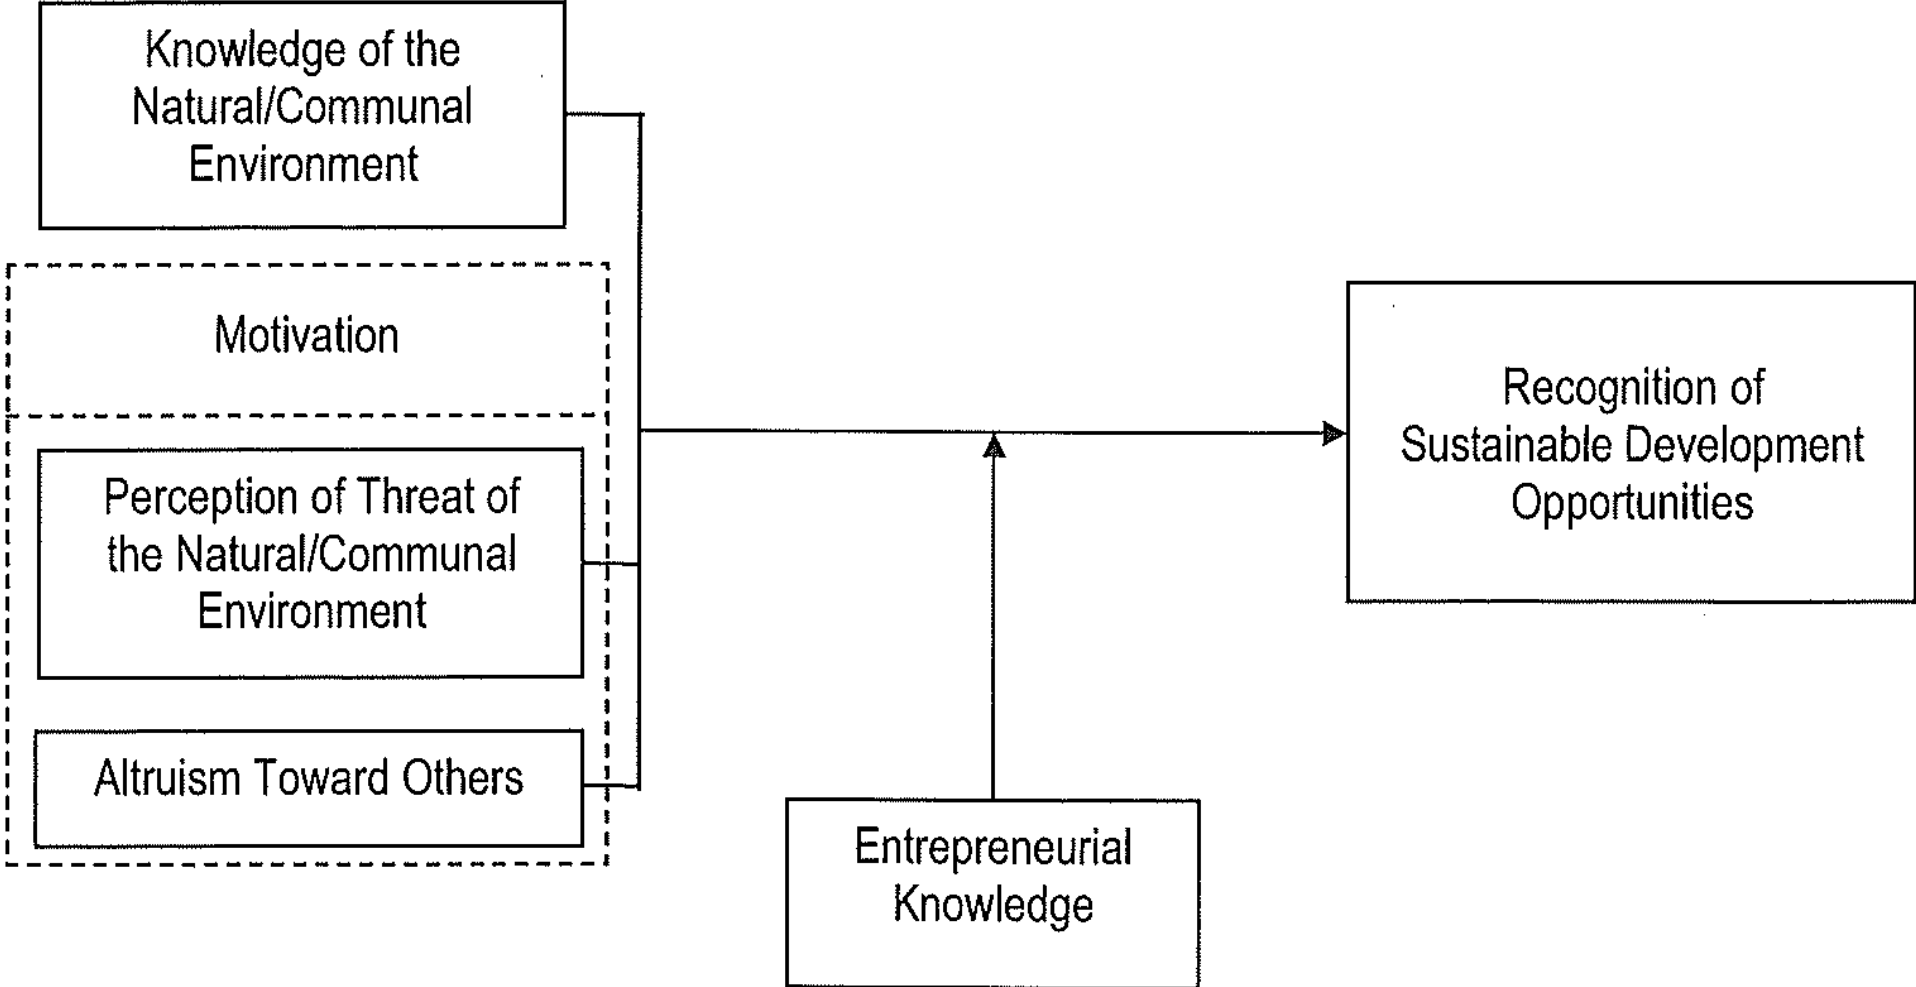 Knowledge of the
Natural/Communal
Environment
Motivation
Perception of Threat of
the Natural/Communal
Environment
Altruism Toward Others
Recognition of
Sustainable Development
Opportunities
Entrepreneurial
Knowledge